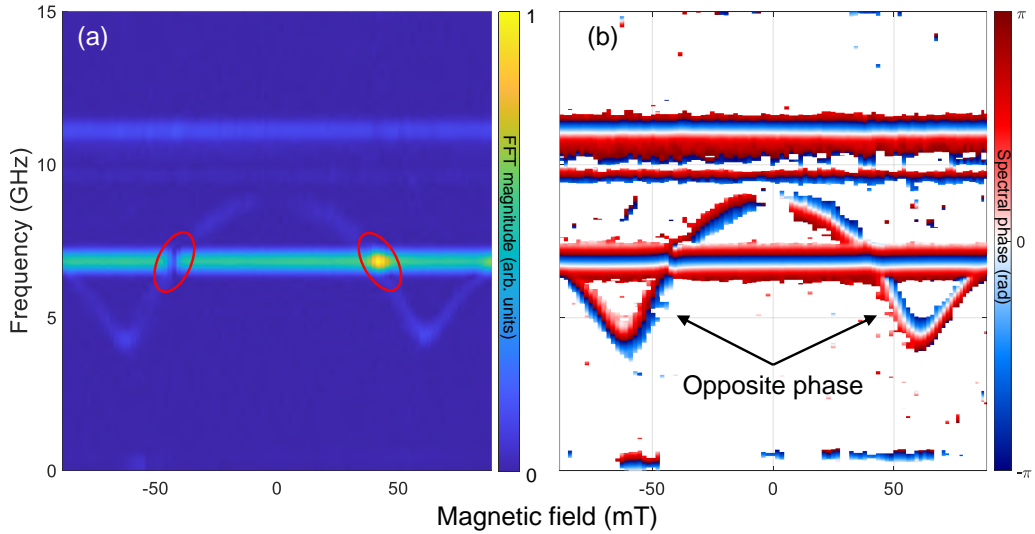 (a)
(b)
15
10
5
0
Frequency (GHz)
-50
0
50
1
FFT magnitude (arb. units)
0
-50
0
50
Opposite phase
π
0
Spectral phase (rad)
-π
Magnetic field (mT)